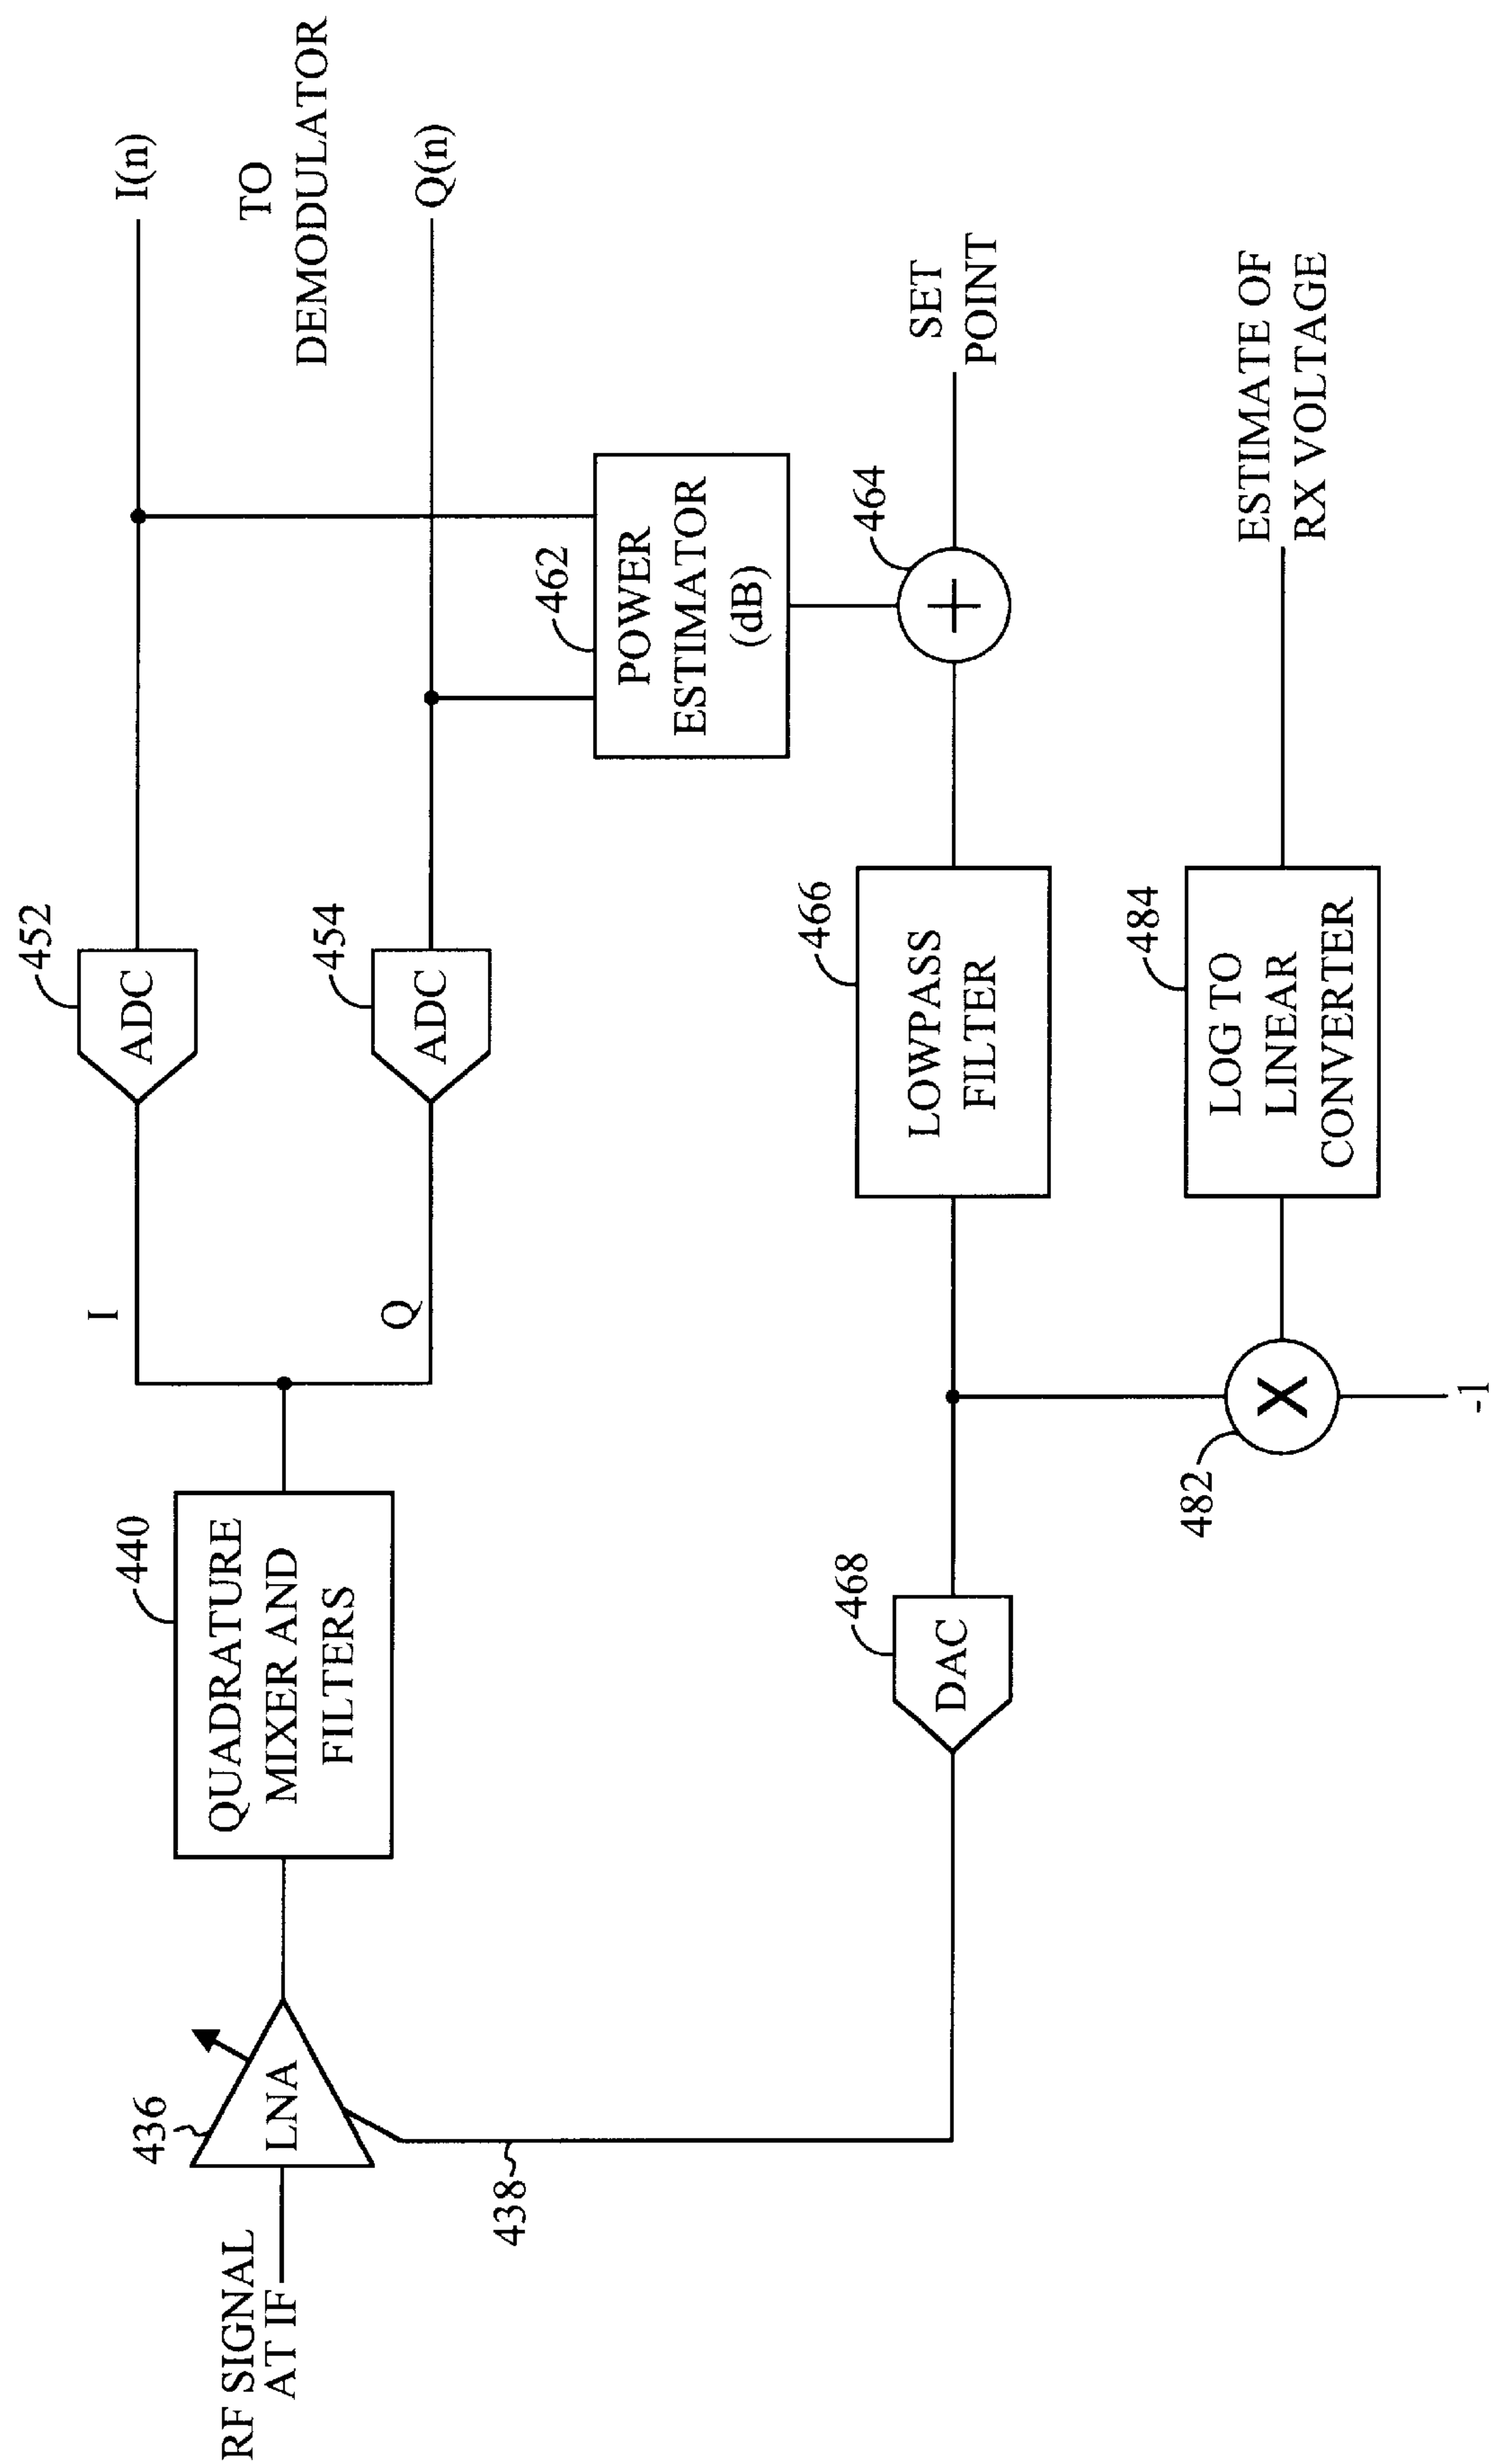 RF SIGNAL
AT IF
436
LNA
438
440
QUADRATURE
MIXER AND
FILTERS
I
Q
452
ADC
454
ADC
I(n)
TO
DEMODULATOR
Q(n)
462
POWER
ESTIMATOR
(dB)
464
+
SET
POINT
466
LOWPASS
FILTER
468
DAC
482
X
-1
484
LOG TO
LINEAR
CONVERTER
ESTIMATE OF
RX VOLTAGE